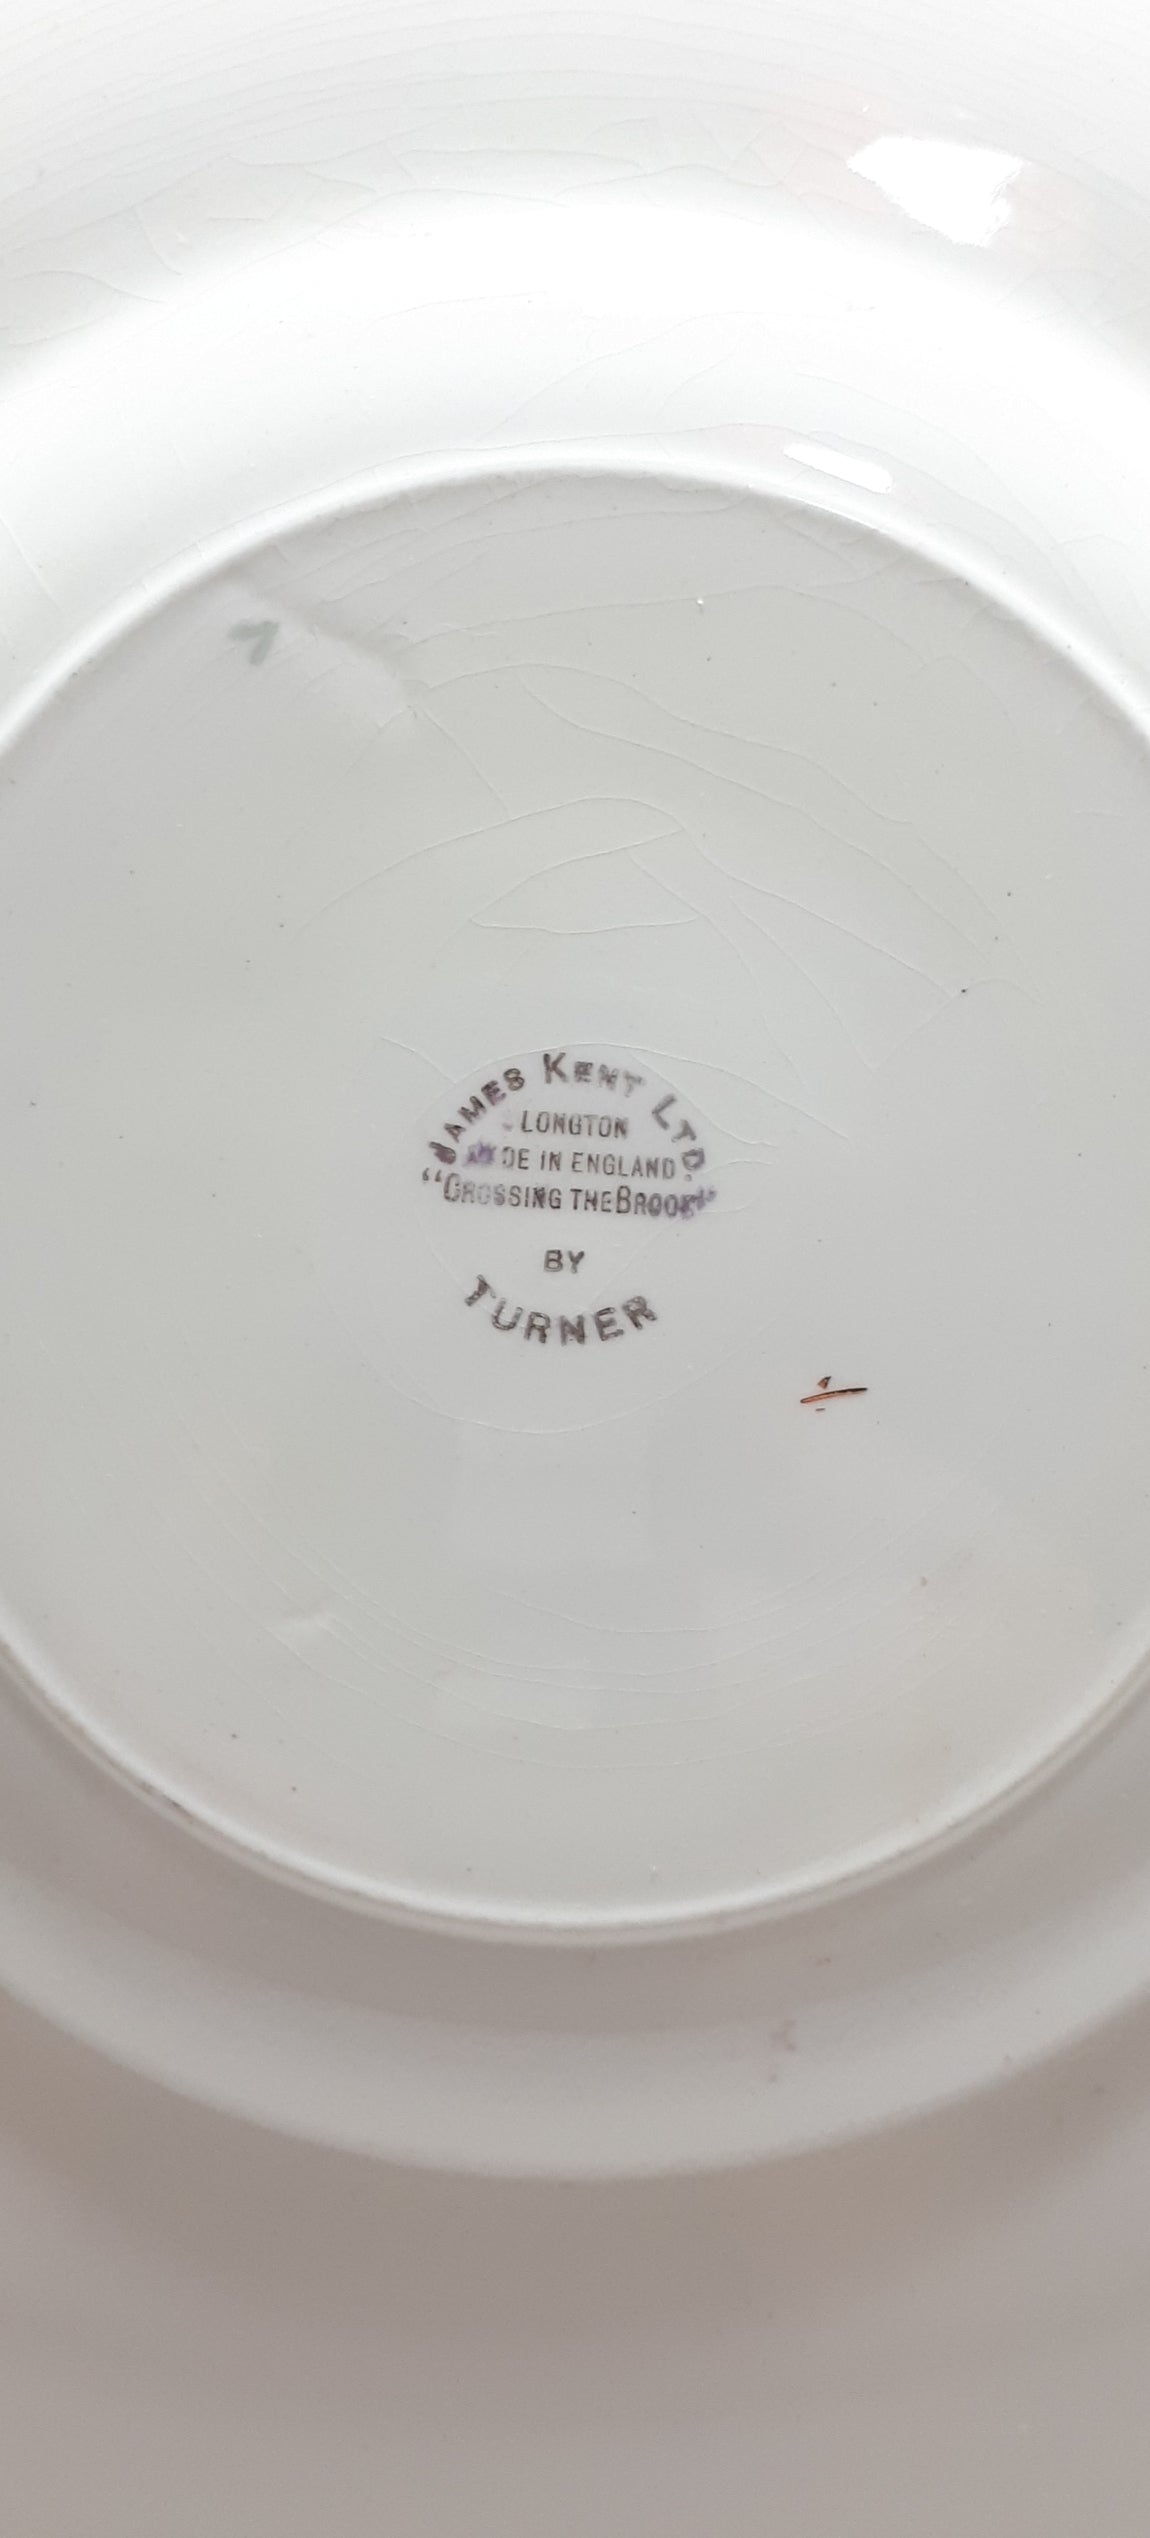 JAMES KENT LTD.
LONGTON
MADE IN ENGLAND
"CROSSING THE BROOK"
BY
TURNER